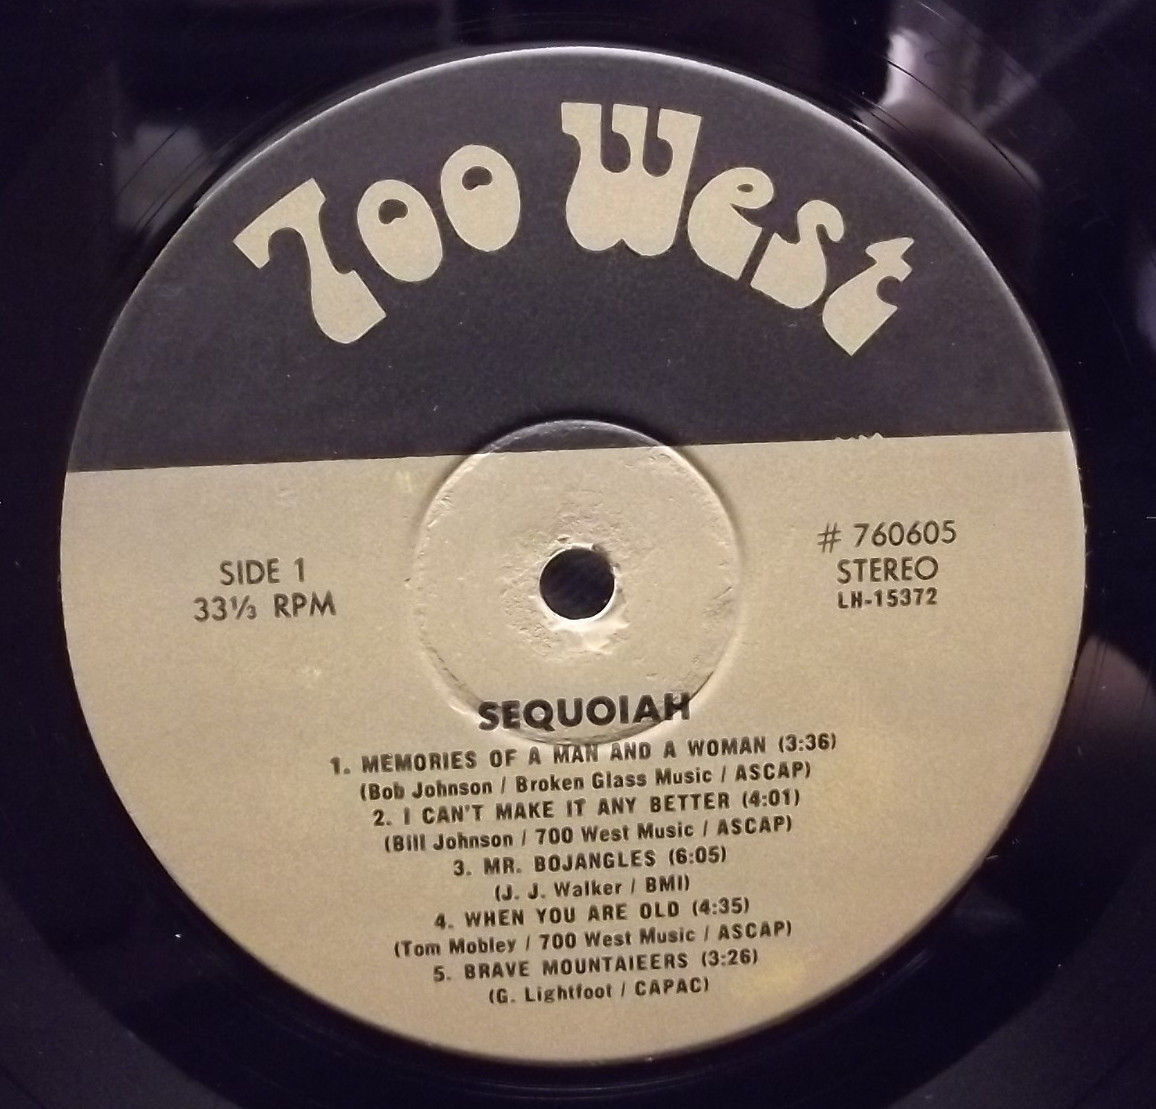 700 West
SIDE 1
33⅓ RPM
# 760605
STEREO
LH-15372
SEQUOIAH
1. MEMORIES OF A MAN AND A WOMAN (3:36)
(Bob Johnson / Broken Glass Music / ASCAP)
2. I CAN'T MAKE IT ANY BETTER (4:01)
(Bill Johnson / 700 West Music / ASCAP)
3. MR. BOJANGLES (6:05)
(J. J. Walker / BMI)
4. WHEN YOU ARE OLD (4:35)
(Tom Mobley / 700 West Music / ASCAP)
5. BRAVE MOUNTAIEERS (3:26)
(G. Lightfoot / CAPAC)